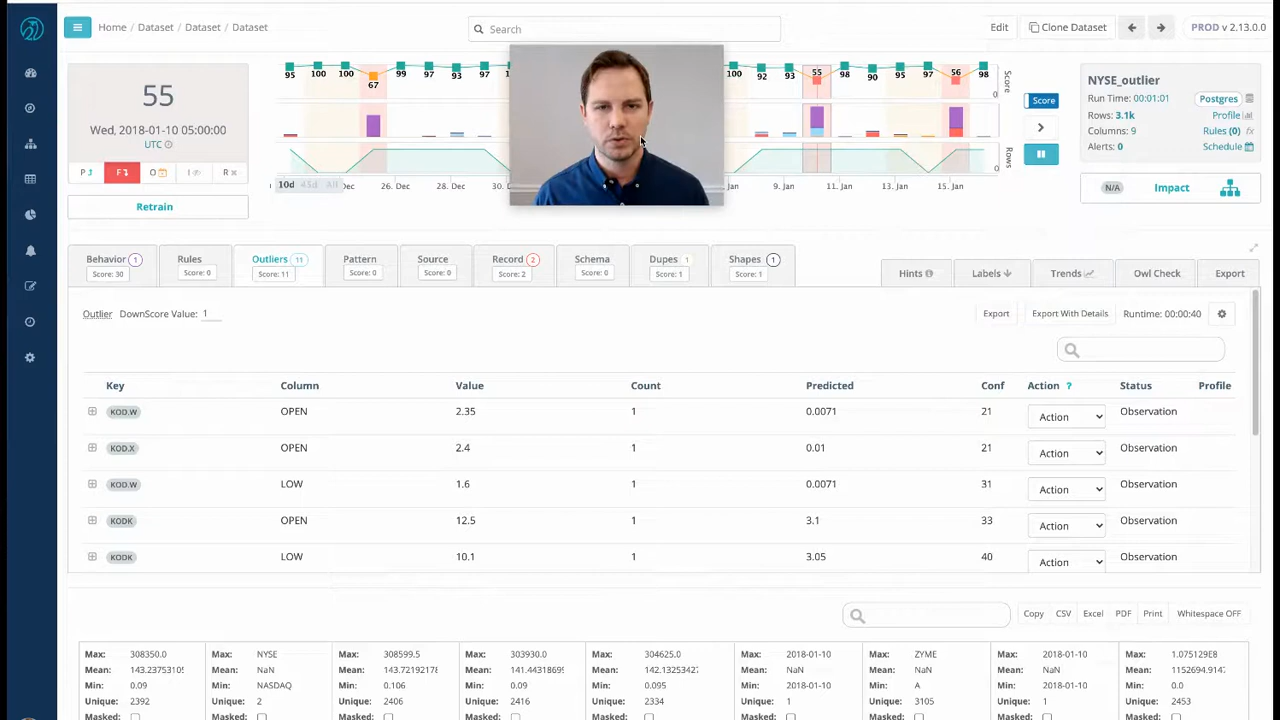 Home / Dataset / Dataset / Dataset
Search
Edit
Clone Dataset
PROD v 2.13.0.0
55
Wed, 2018-01-10 05:00:00
UTC
P F O I R
Retrain
95 100 100 67 99 97 93 97
100 92 93 55 98 90 95 56 98
Score
0
Rows
0
10d 45d All
Dec 26. Dec 28. Dec 30.
Jan 9. Jan 11. Jan 13. Jan 15. Jan
Score
NYSE_outlier
Run Time: 00:01:01 Postgres
Rows: 3.1k Profile
Columns: 9 Rules (0)
Alerts: 0 Schedule
N/A Impact
Behavior 1 Score: 30
Rules Score: 0
Outliers 11 Score: 11
Pattern Score: 0
Source Score: 0
Record 2 Score: 2
Schema Score: 0
Dupes 1 Score: 1
Shapes 1 Score: 1
Hints Labels Trends Owl Check Export
Outlier DownScore Value: 1
Export Export With Details Runtime: 00:00:40
Key Column Value Count Predicted Conf Action ? Status Profile
KOD.W OPEN 2.35 1 0.0071 21 Action Observation
KOD.X OPEN 2.4 1 0.01 21 Action Observation
KOD.W LOW 1.6 1 0.0071 31 Action Observation
KODK OPEN 12.5 1 3.1 33 Action Observation
KODK LOW 10.1 1 3.05 40 Action Observation
Copy CSV Excel PDF Print Whitespace OFF
Max: 308350.0 Max: NYSE Max: 308599.5 Max: 303930.0 Max: 304625.0 Max: 2018-01-10 Max: ZYME Max: 2018-01-10 Max: 1.075129E8
Mean: 143.2375310 Mean: NaN Mean: 143.7219217 Mean: 141.4431869 Mean: 142.1325342 Mean: NaN Mean: NaN Mean: NaN Mean: 1152694.914
Min: 0.09 Min: NASDAQ Min: 0.106 Min: 0.09 Min: 0.095 Min: 2018-01-10 Min: A Min: 2018-01-10 Min: 0.0
Unique: 2392 Unique: 2 Unique: 2406 Unique: 2416 Unique: 2334 Unique: 1 Unique: 3105 Unique: 1 Unique: 2453
Masked: Masked: Masked: Masked: Masked: Masked: Masked: Masked: Masked: